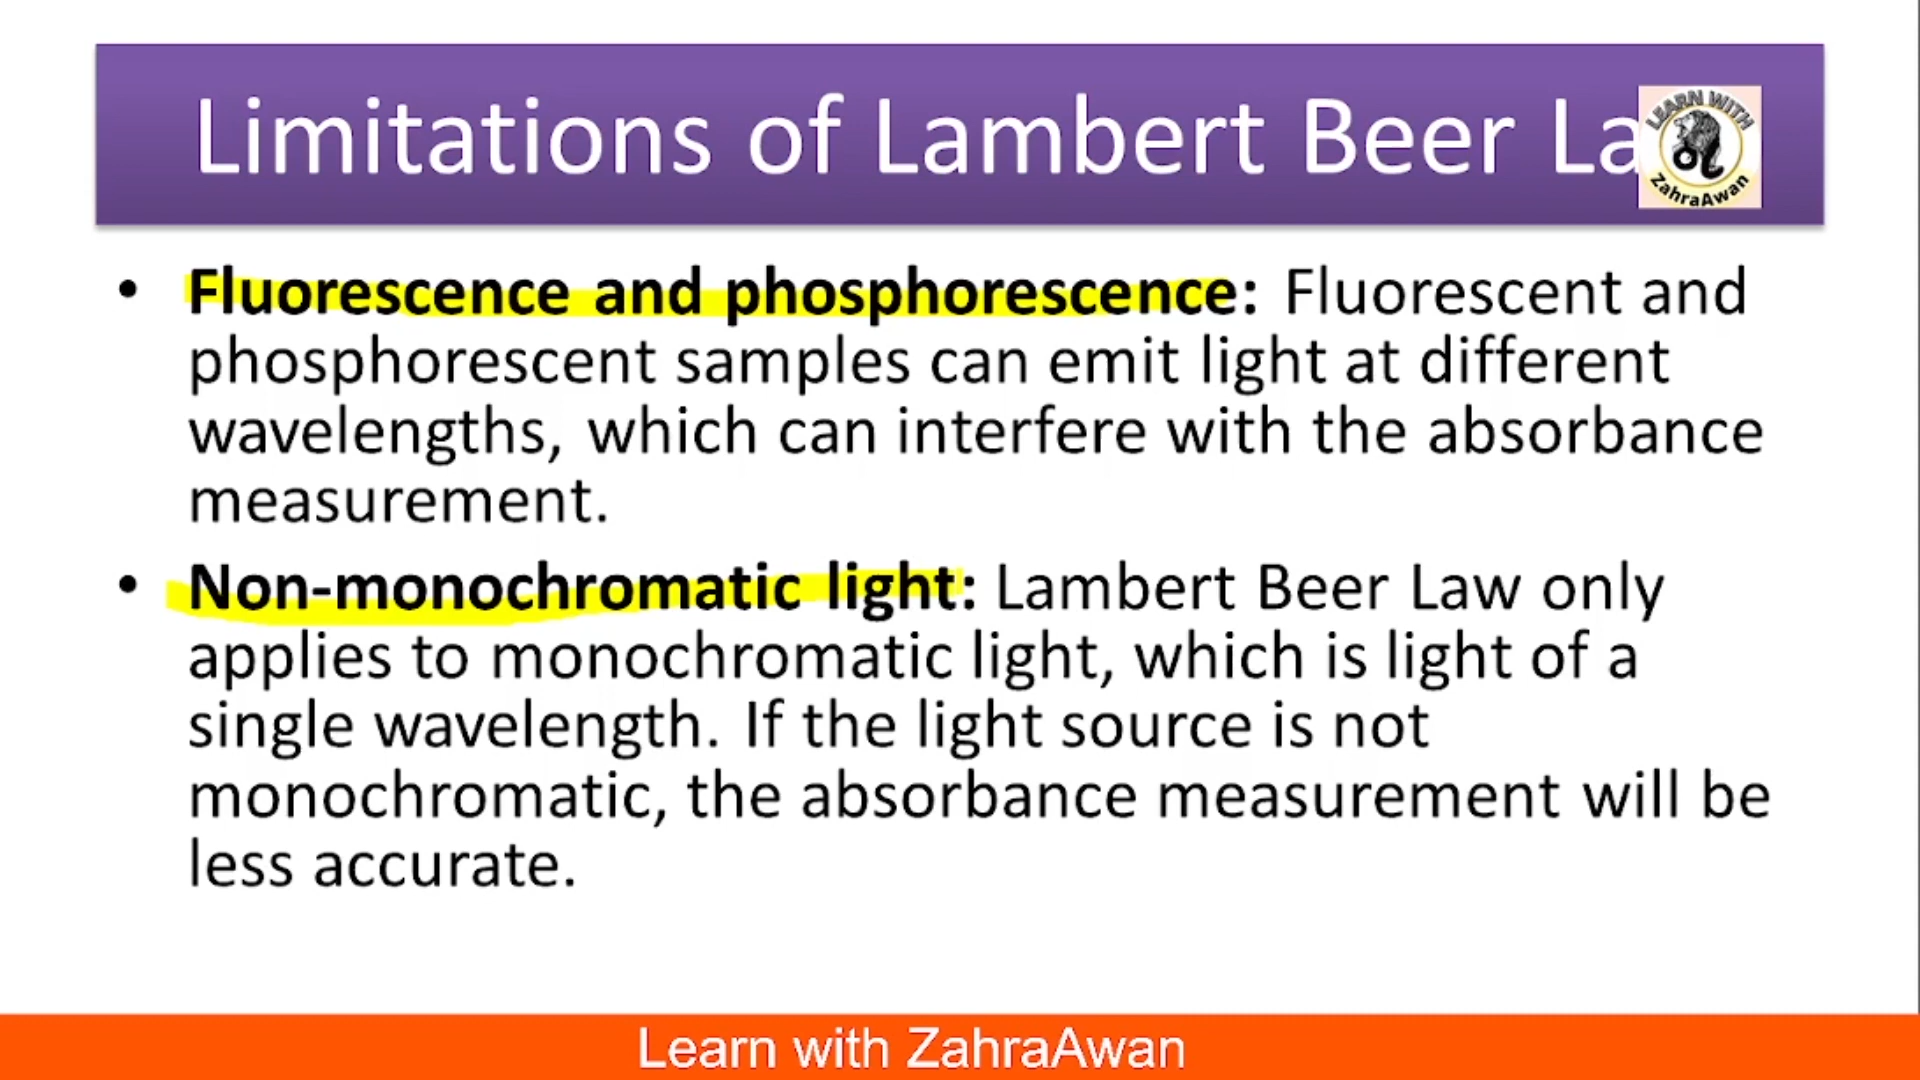 Limitations of Lambert Beer La
LEARN WITH
ZahraAwan
• Fluorescence and phosphorescence: Fluorescent and
phosphorescent samples can emit light at different
wavelengths, which can interfere with the absorbance
measurement.
• Non-monochromatic light: Lambert Beer Law only
applies to monochromatic light, which is light of a
single wavelength. If the light source is not
monochromatic, the absorbance measurement will be
less accurate.
Learn with ZahraAwan